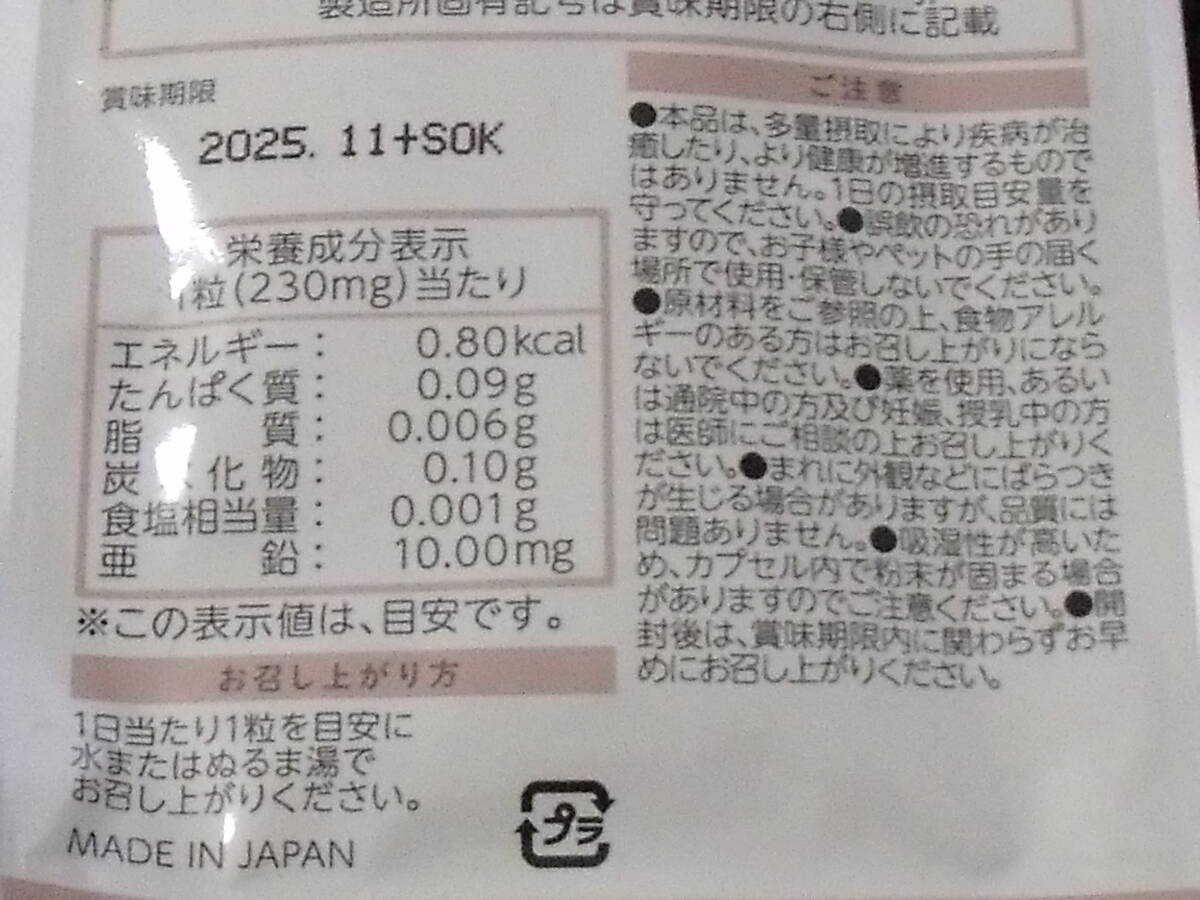 製造所固有記号は賞味期限の右側に記載
賞味期限
2025. 11+SOK
栄養成分表示
1粒(230mg)当たり
エネルギー： 0.80kcal
たんぱく質： 0.09g
脂質： 0.006g
炭水化物： 0.10g
食塩相当量： 0.001g
亜鉛： 10.00mg
※この表示値は、目安です。
お召し上がり方
1日当たり1粒を目安に
水またはぬるま湯で
お召し上がりください。
MADE IN JAPAN
プラ
ご注意
●本品は、多量摂取により疾病が治
癒したり、より健康が増進するもので
はありません。1日の摂取目安量を
守ってください。●誤飲の恐れがあり
ますので、お子様やペットの手の届く
場所で使用・保管しないでください。
●原材料をご参照の上、食物アレル
ギーのある方はお召し上がりになら
ないでください。●薬を使用、あるい
は通院中の方及び妊娠、授乳中の方
は医師にご相談の上お召し上がりく
ださい。●まれに外観などにばらつき
が生じる場合がありますが、品質には
問題ありません。●吸湿性が高いた
め、カプセル内で粉末が固まる場合
がありますのでご注意ください。●開
封後は、賞味期限内に関わらずお早
めにお召し上がりください。